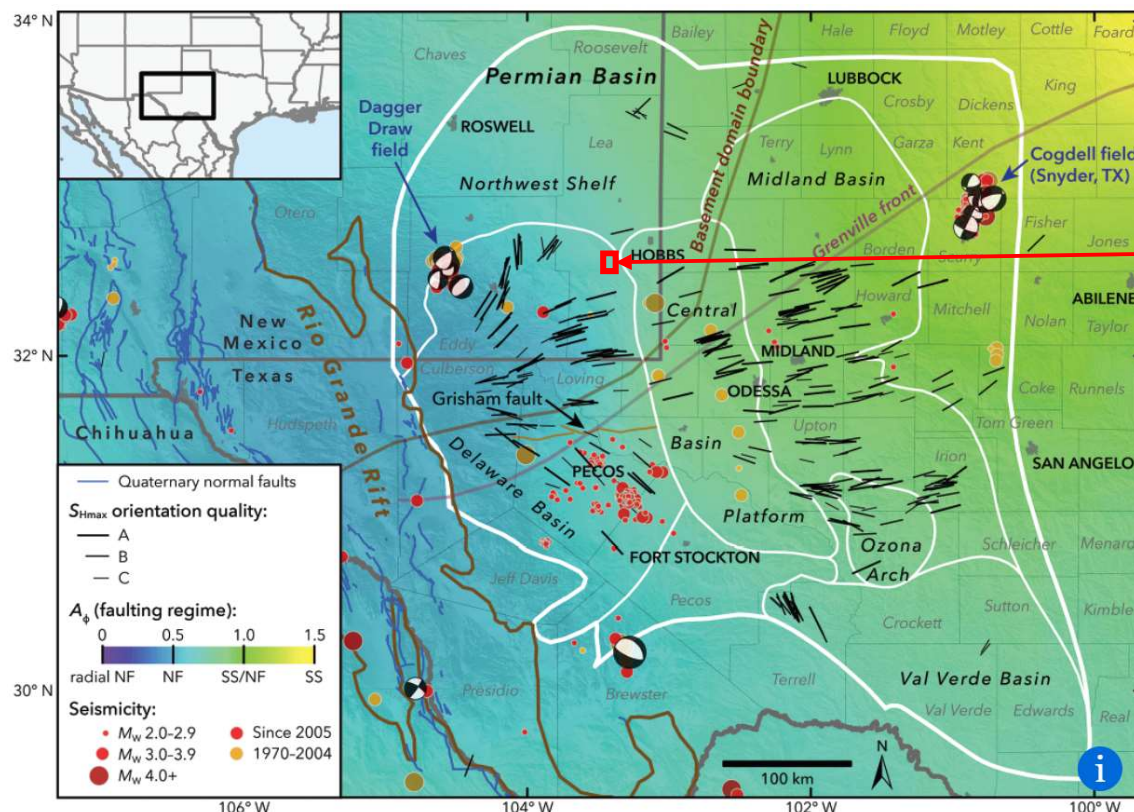 34° N
32° N
30° N
106° W
104° W
102° W
100° W
Chaves
Roosevelt
Bailey
Hale
Floyd
Motley
Cottle
Foard
Permian Basin
LUBBOCK
King
Crosby
Dickens
Dagger
Draw
field
ROSWELL
Basement domain boundary
Lea
Terry
Lynn
Garza
Kent
Cogdell field
(Snyder, TX)
Northwest Shelf
Midland Basin
Otero
Grenville front
Fisher
Jones
HOBBS
Borden
Scurry
ABILENE
New
Mexico
Texas
Rio Grande Rift
Eddy
Culberson
Loving
Central
Howard
Mitchell
Nolan
Taylor
MIDLAND
Grisham fault
ODESSA
Coke
Runnels
Chihuahua
Hudspeth
Delaware Basin
Basin
Upton
Tom Green
PECOS
Irion
SAN ANGELO
Platform
FORT STOCKTON
Ozona
Arch
Schleicher
Menard
Jeff Davis
Pecos
Crockett
Sutton
Kimble
Presidio
Brewster
Terrell
Val Verde Basin
Val Verde
Edwards
Real
Quaternary normal faults
SHmax orientation quality:
A
B
C
Aϕ (faulting regime):
0 0.5 1.0 1.5
radial NF NF SS/NF SS
Seismicity:
Mw 2.0-2.9
Mw 3.0-3.9
Mw 4.0+
Since 2005
1970-2004
100 km
N
i